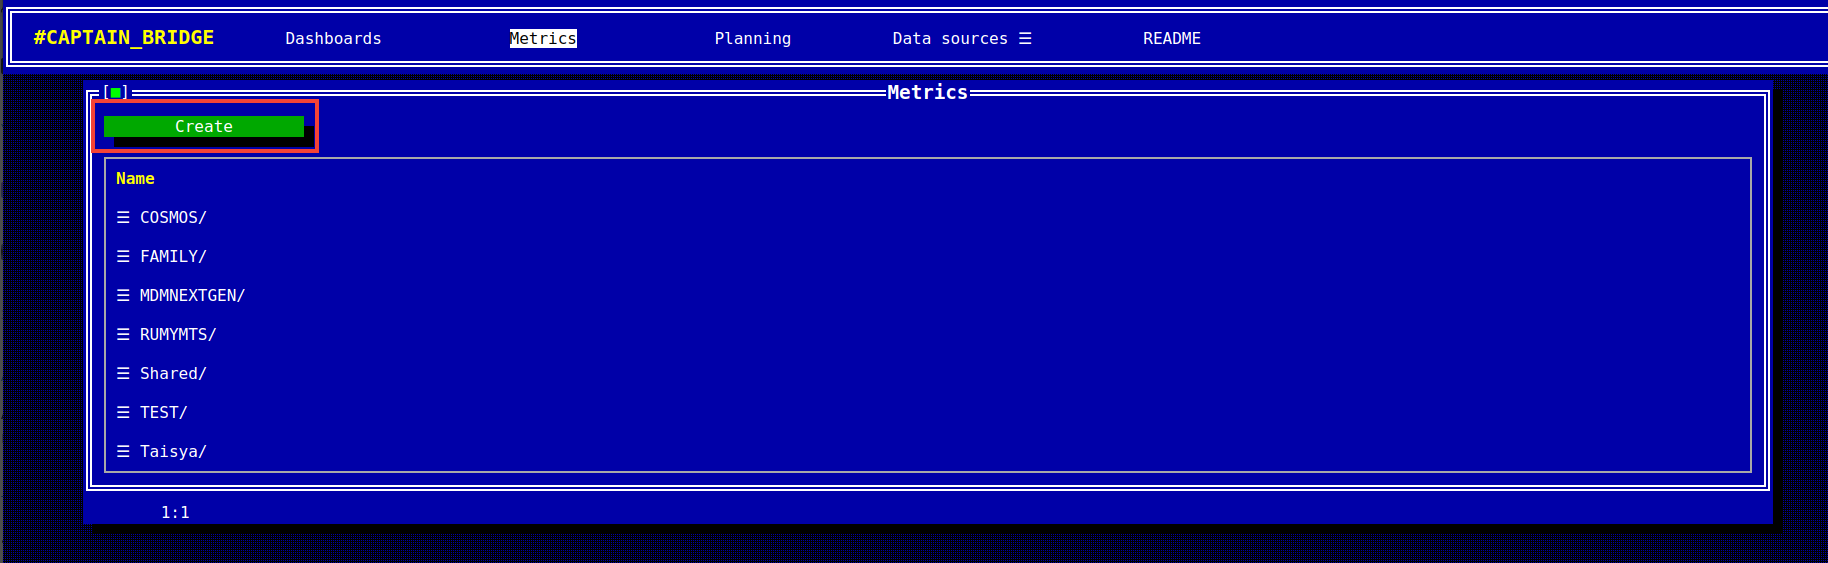 #CAPTAIN_BRIDGE Dashboards Metrics Planning Data sources ☰ README
[■] Metrics
Create
Name
☰ COSMOS/
☰ FAMILY/
☰ MDMNEXTGEN/
☰ RUMYMTS/
☰ Shared/
☰ TEST/
☰ Taisya/
1:1